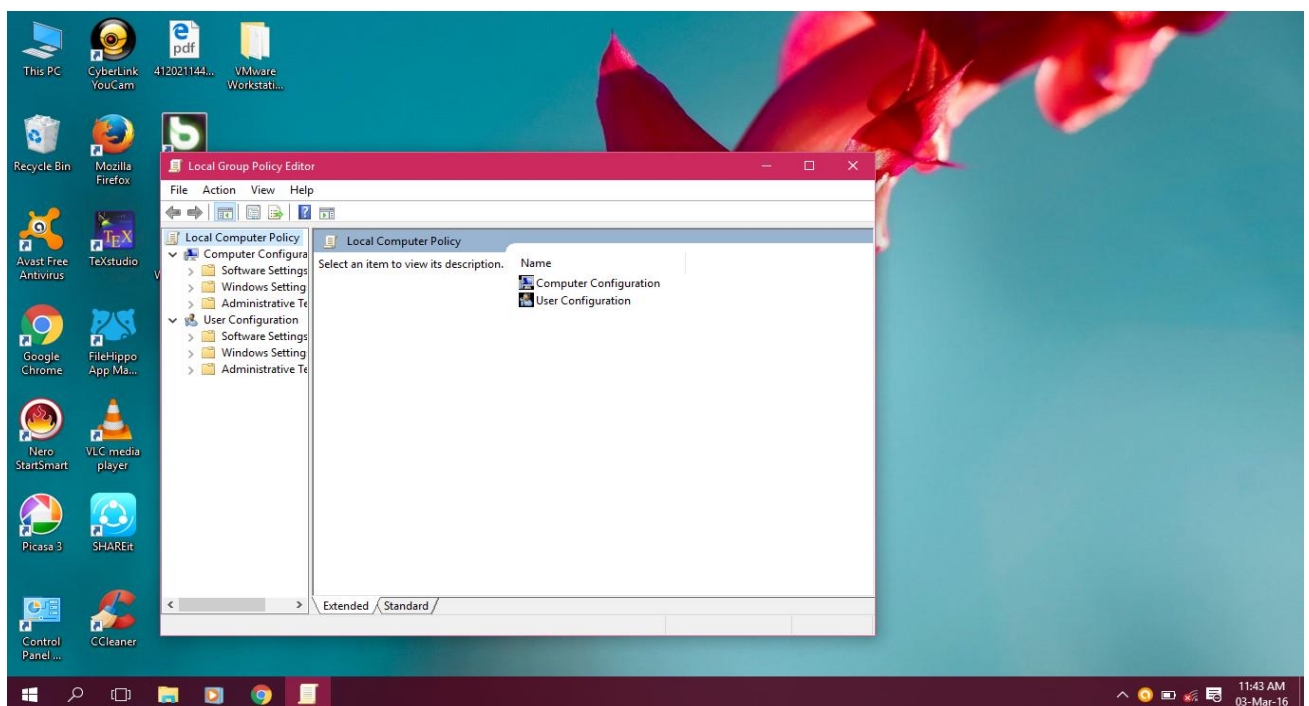 This PC
CyberLink
YouCam
pdf
412021144...
VMware
Workstati...
Recycle Bin
Mozilla
Firefox
Avast Free
Antivirus
TEX
TeXstudio
Google
Chrome
FileHippo
App Ma...
Nero
StartSmart
VLC media
player
Picasa 3
SHAREit
Control
Panel ...
CCleaner
Local Group Policy Editor
File Action View Help
Local Computer Policy
Computer Configura
Software Settings
Windows Setting
Administrative Te
User Configuration
Software Settings
Windows Setting
Administrative Te
Local Computer Policy
Select an item to view its description.
Name
Computer Configuration
User Configuration
Extended Standard
11:43 AM
03-Mar-16